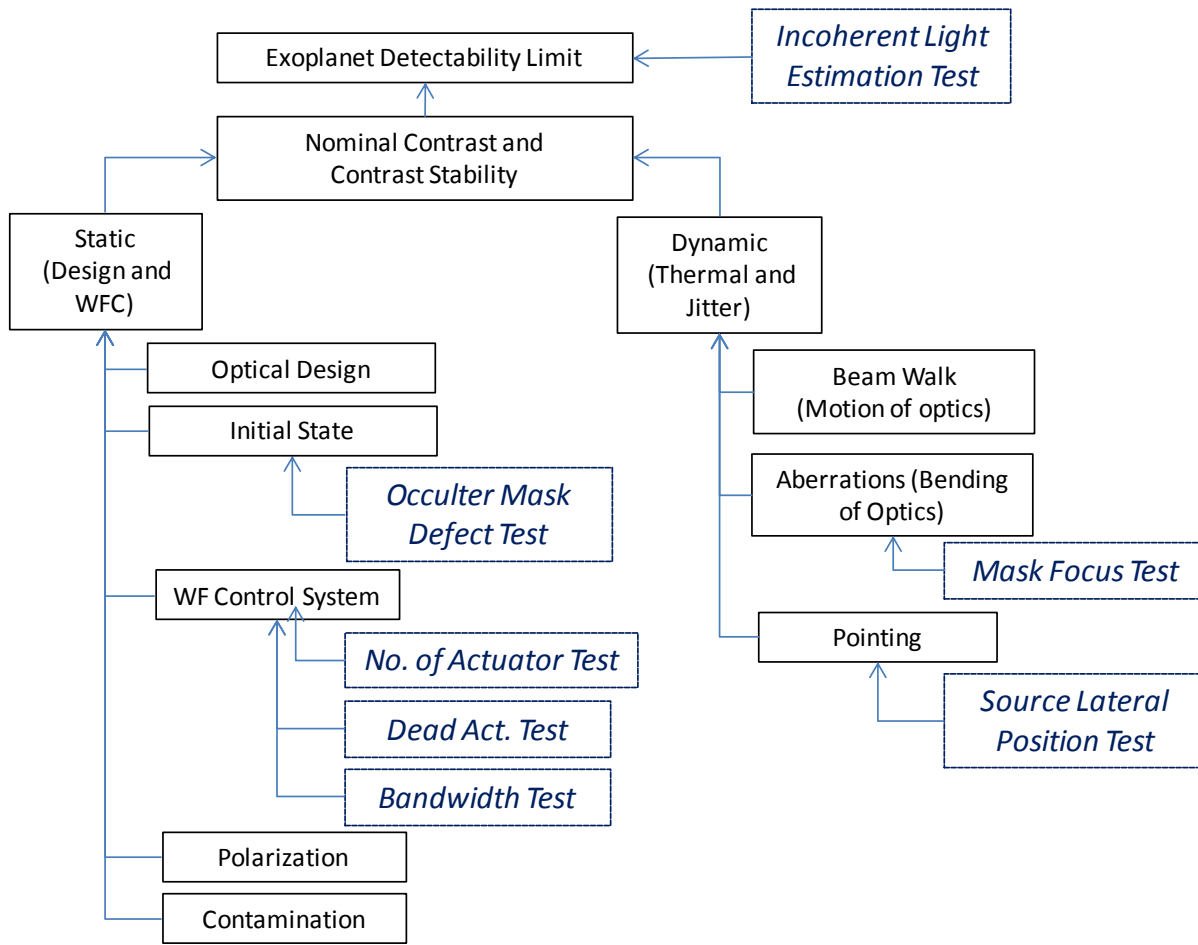 Exoplanet Detectability Limit
Incoherent Light
Estimation Test
Nominal Contrast and
Contrast Stability
Static
(Design and
WFC)
Dynamic
(Thermal and
Jitter)
Optical Design
Initial State
Occulter Mask
Defect Test
WF Control System
No. of Actuator Test
Dead Act. Test
Bandwidth Test
Polarization
Contamination
Beam Walk
(Motion of optics)
Aberrations (Bending
of Optics)
Mask Focus Test
Pointing
Source Lateral
Position Test